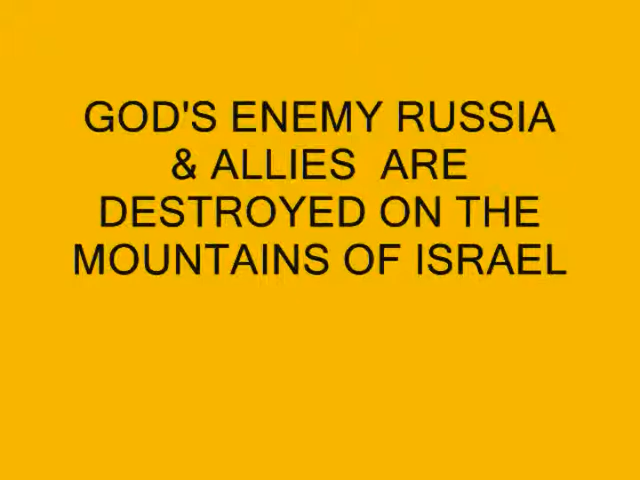 GOD'S ENEMY RUSSIA
& ALLIES  ARE
DESTROYED ON THE
MOUNTAINS OF ISRAEL